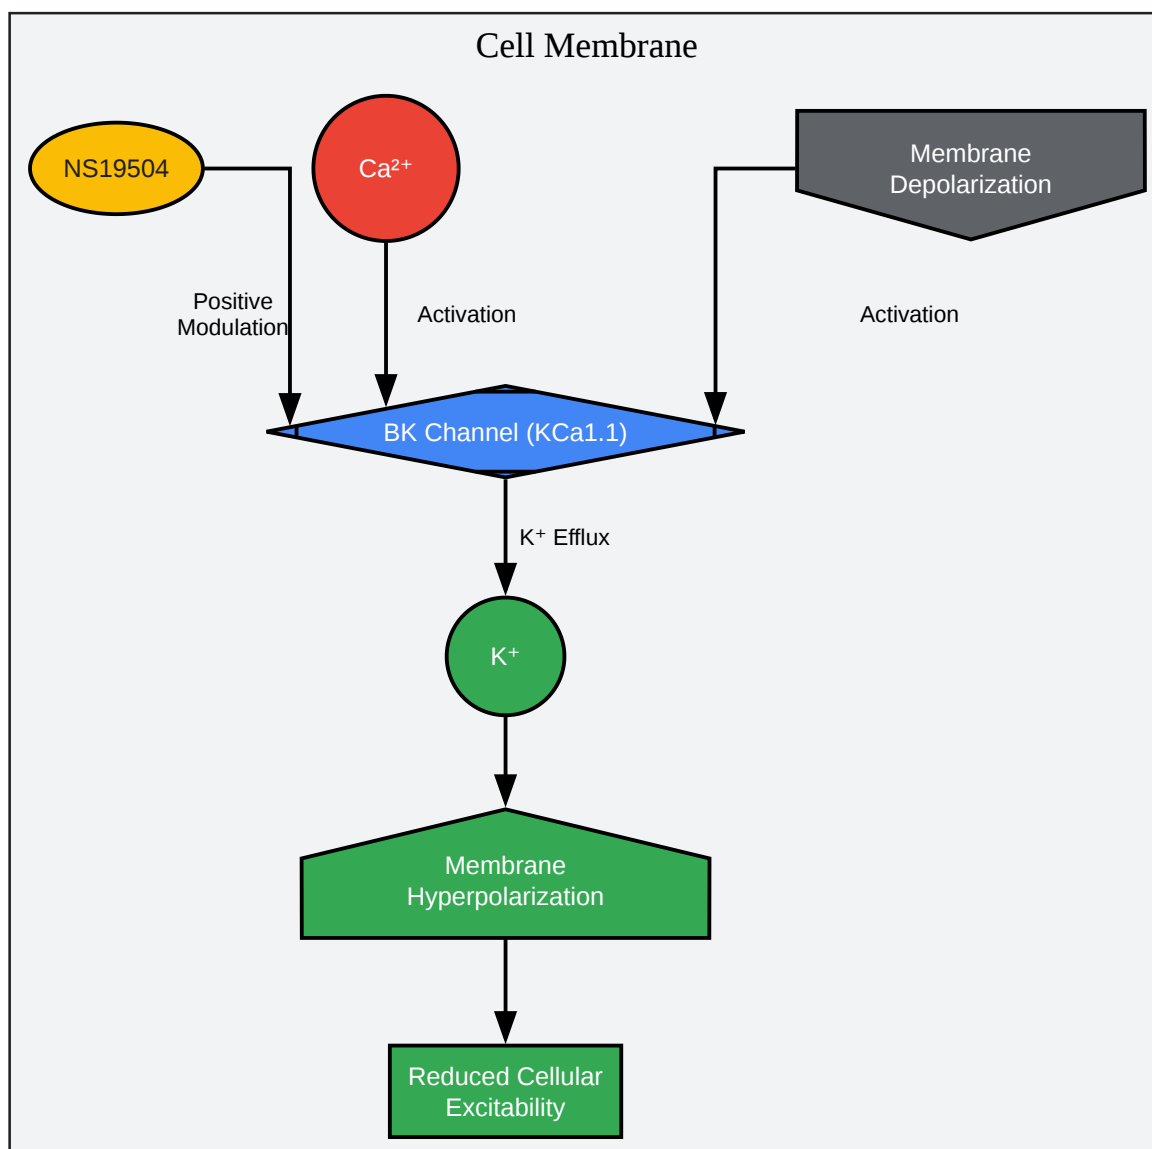 Cell Membrane
NS19504
Ca²⁺
Membrane
Depolarization
Positive
Modulation
Activation
Activation
BK Channel (KCa1.1)
K⁺ Efflux
K⁺
Membrane
Hyperpolarization
Reduced Cellular
Excitability